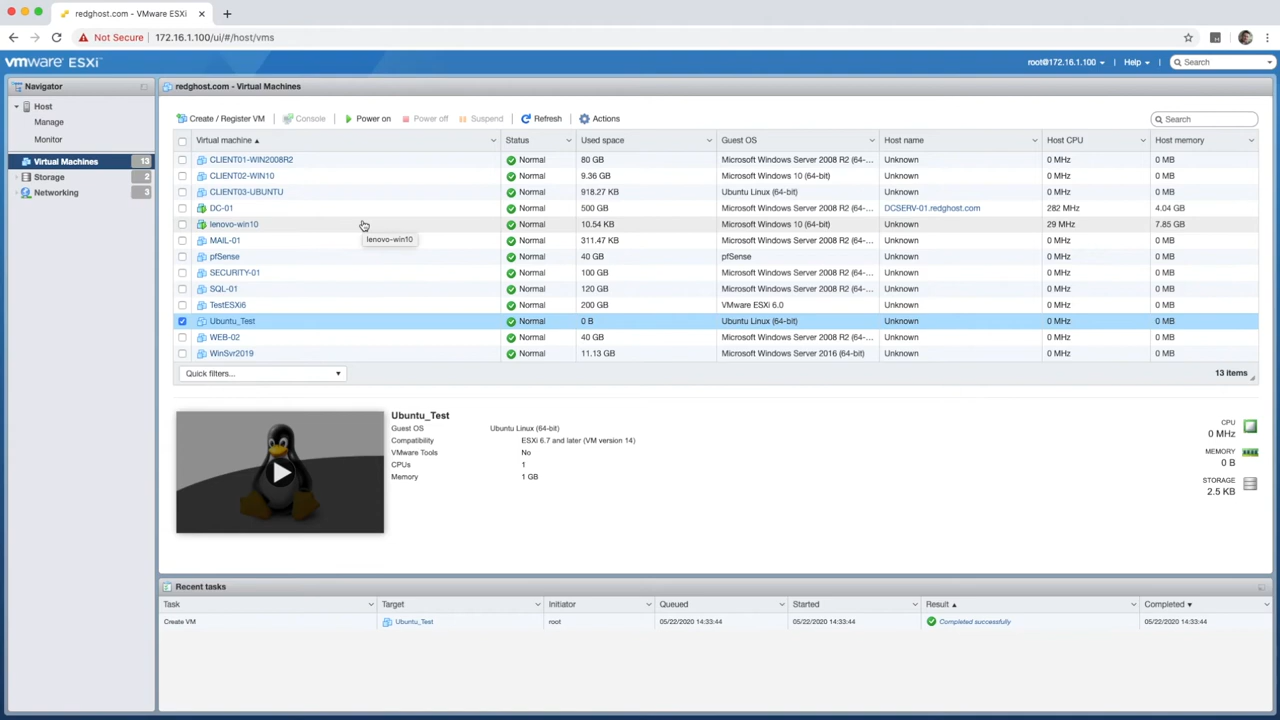 redghost.com - VMware ESXi
Not Secure 172.16.1.100/ui/#/host/vms
vmware ESXi™ root@172.16.1.100 Help Search
Navigator
Host
Manage
Monitor
Virtual Machines 13
Storage 2
Networking 3
redghost.com - Virtual Machines
Create / Register VM Console Power on Power off Suspend Refresh Actions Search
Virtual machine Status Used space Guest OS Host name Host CPU Host memory
CLIENT01-WIN2008R2 Normal 80 GB Microsoft Windows Server 2008 R2 (64-... Unknown 0 MHz 0 MB
CLIENT02-WIN10 Normal 9.36 GB Microsoft Windows 10 (64-bit) Unknown 0 MHz 0 MB
CLIENT03-UBUNTU Normal 918.27 KB Ubuntu Linux (64-bit) Unknown 0 MHz 0 MB
DC-01 Normal 500 GB Microsoft Windows Server 2008 R2 (64-... DCSERV-01.redghost.com 282 MHz 4.04 GB
lenovo-win10 Normal 10.54 KB Microsoft Windows 10 (64-bit) Unknown 29 MHz 7.85 GB
MAIL-01 Normal 311.47 KB Microsoft Windows Server 2008 R2 (64-... Unknown 0 MHz 0 MB
lenovo-win10
pfSense Normal 40 GB pfSense Unknown 0 MHz 0 MB
SECURITY-01 Normal 100 GB Microsoft Windows Server 2008 R2 (64-... Unknown 0 MHz 0 MB
SQL-01 Normal 120 GB Microsoft Windows Server 2008 R2 (64-... Unknown 0 MHz 0 MB
TestESXi6 Normal 200 GB VMware ESXi 6.0 Unknown 0 MHz 0 MB
Ubuntu_Test Normal 0 B Ubuntu Linux (64-bit) Unknown 0 MHz 0 MB
WEB-02 Normal 40 GB Microsoft Windows Server 2008 R2 (64-... Unknown 0 MHz 0 MB
WinSvr2019 Normal 11.13 GB Microsoft Windows Server 2016 (64-bit) Unknown 0 MHz 0 MB
Quick filters... 13 items
Ubuntu_Test
Guest OS Ubuntu Linux (64-bit)
Compatibility ESXi 6.7 and later (VM version 14)
VMware Tools No
CPUs 1
Memory 1 GB
CPU
0 MHz
MEMORY
0 B
STORAGE
2.5 KB
Recent tasks
Task Target Initiator Queued Started Result Completed
Create VM Ubuntu_Test root 05/22/2020 14:33:44 05/22/2020 14:33:44 Completed successfully 05/22/2020 14:33:44